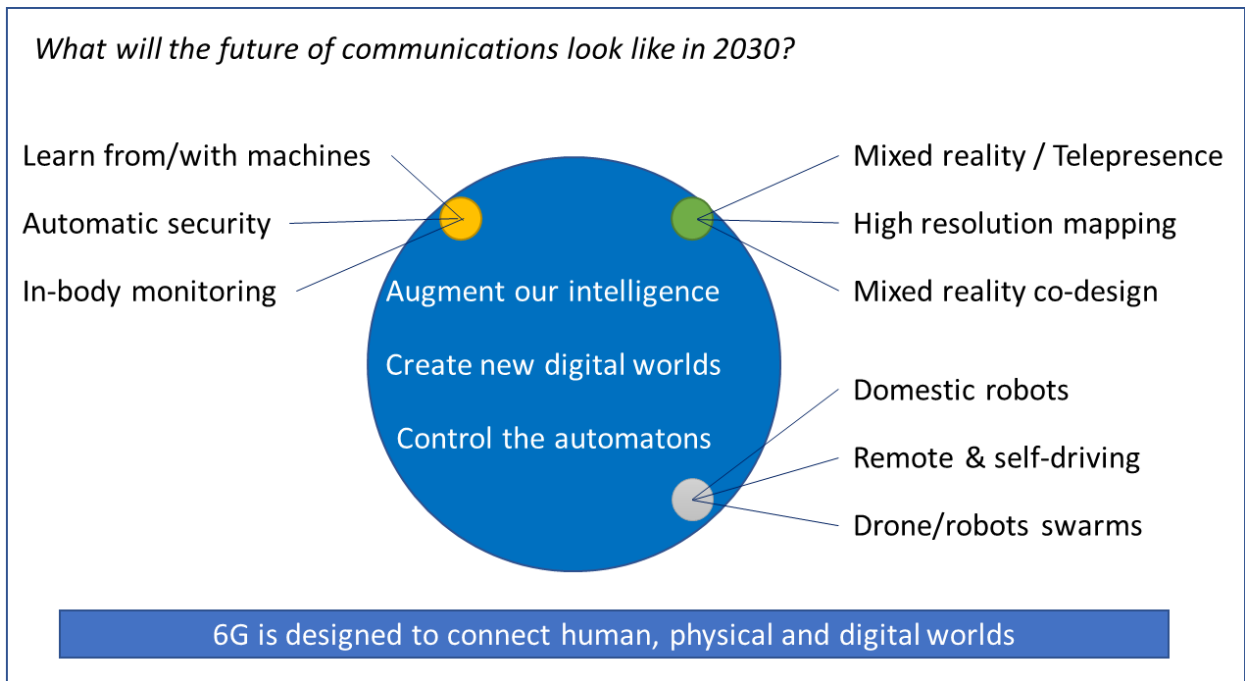 What will the future of communications look like in 2030?
Learn from/with machines
Automatic security
In-body monitoring
Mixed reality / Telepresence
High resolution mapping
Mixed reality co-design
Augment our intelligence
Create new digital worlds
Control the automatons
Domestic robots
Remote & self-driving
Drone/robots swarms
6G is designed to connect human, physical and digital worlds